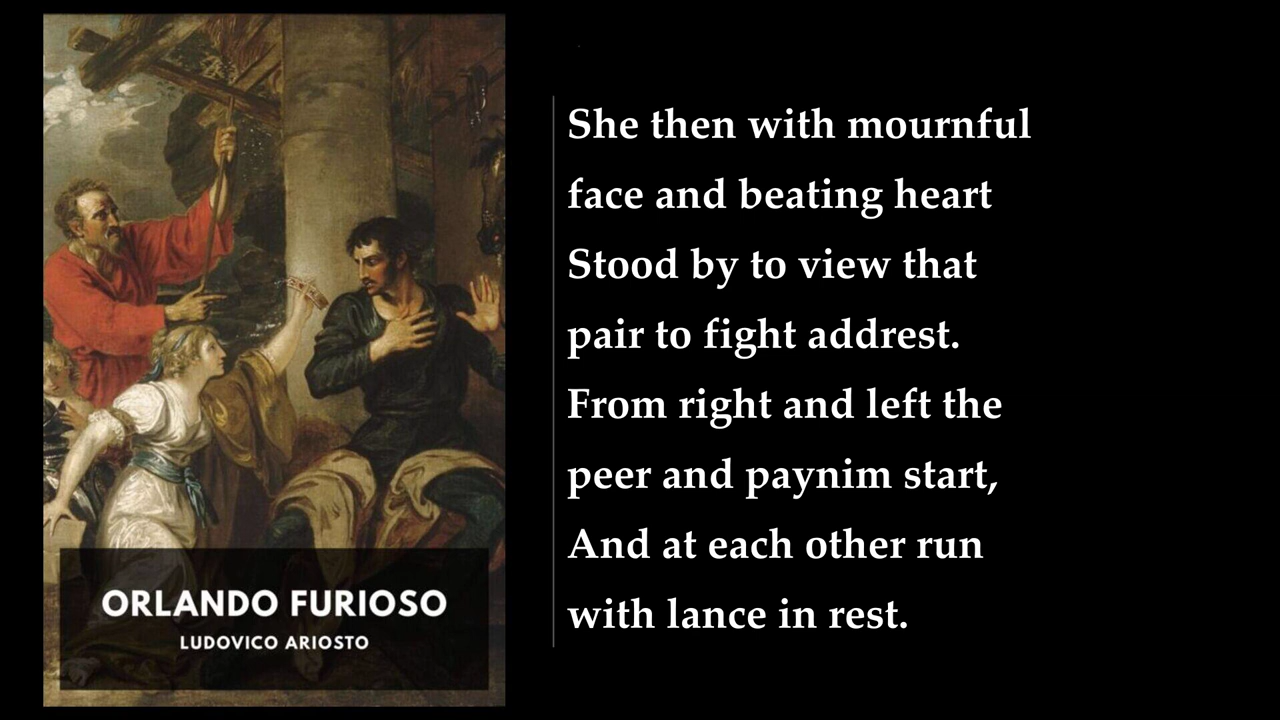 ORLANDO FURIOSO
LUDOVICO ARIOSTO
She then with mournful
face and beating heart
Stood by to view that
pair to fight addrest.
From right and left the
peer and paynim start,
And at each other run
with lance in rest.